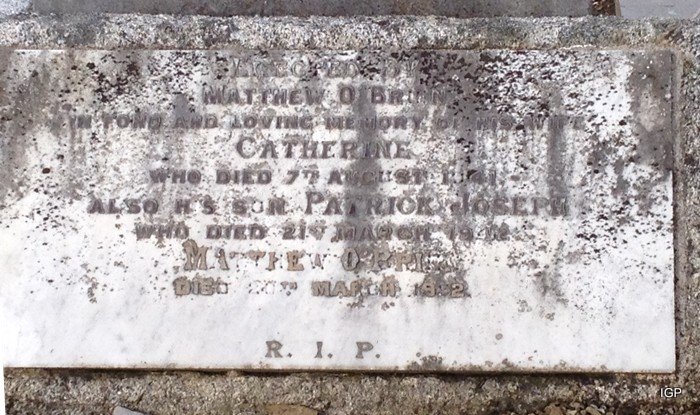 ERECTED BY
MATTHEW O'BRIEN
IN FOND AND LOVING MEMORY OF HIS WIFE
CATHERINE
WHO DIED 7TH AUGUST
ALSO HIS SON PATRICK JOSEPH
WHO DIED 21ST MARCH
MATTHEW O'BRIEN
DIED MARCH
R. I. P.
IGP